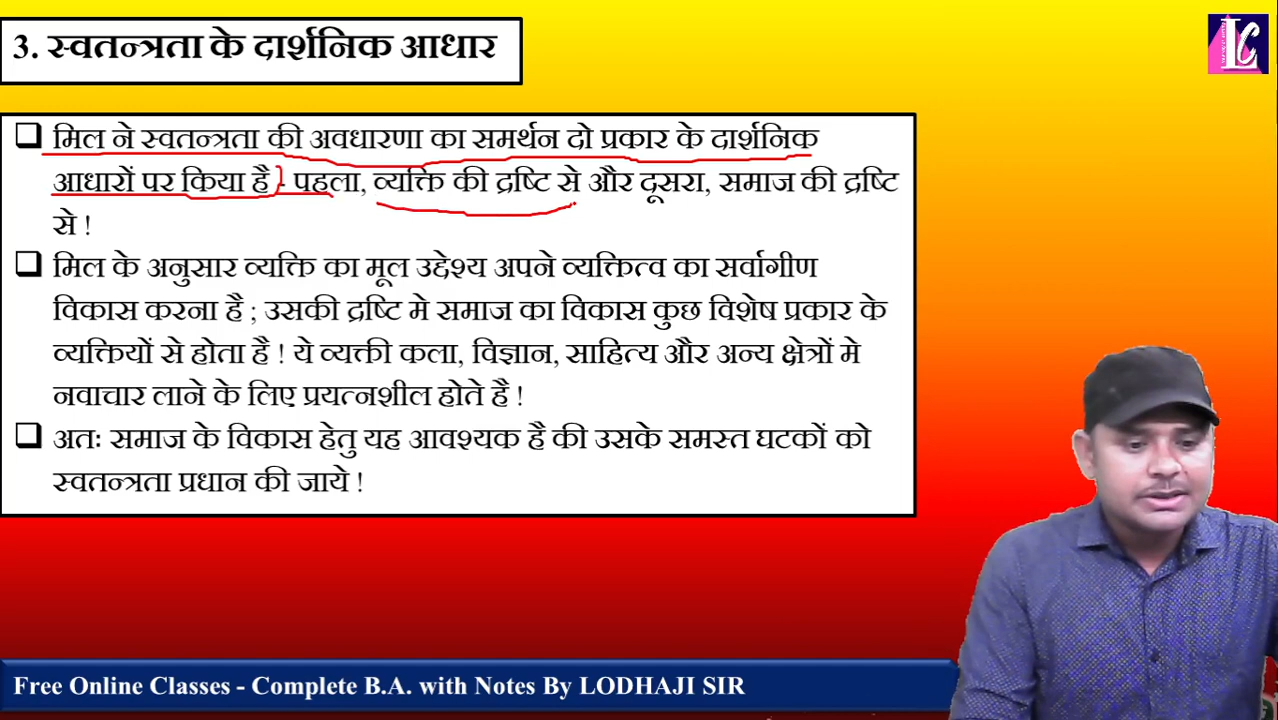 3. स्वतन्त्रता के दार्शनिक आधार
LC
❑ मिल ने स्वतन्त्रता की अवधारणा का समर्थन दो प्रकार के दार्शनिक
आधारों पर किया है - पहला, व्यक्ति की द्रष्टि से और दूसरा, समाज की द्रष्टि
से !
❑ मिल के अनुसार व्यक्ति का मूल उद्देश्य अपने व्यक्तित्व का सर्वागीण
विकास करना है ; उसकी द्रष्टि मे समाज का विकास कुछ विशेष प्रकार के
व्यक्तियों से होता है ! ये व्यक्ती कला, विज्ञान, साहित्य और अन्य क्षेत्रों मे
नवाचार लाने के लिए प्रयत्नशील होते है !
❑ अतः समाज के विकास हेतु यह आवश्यक है की उसके समस्त घटकों को
स्वतन्त्रता प्रधान की जाये !
Free Online Classes - Complete B.A. with Notes By LODHAJI SIR